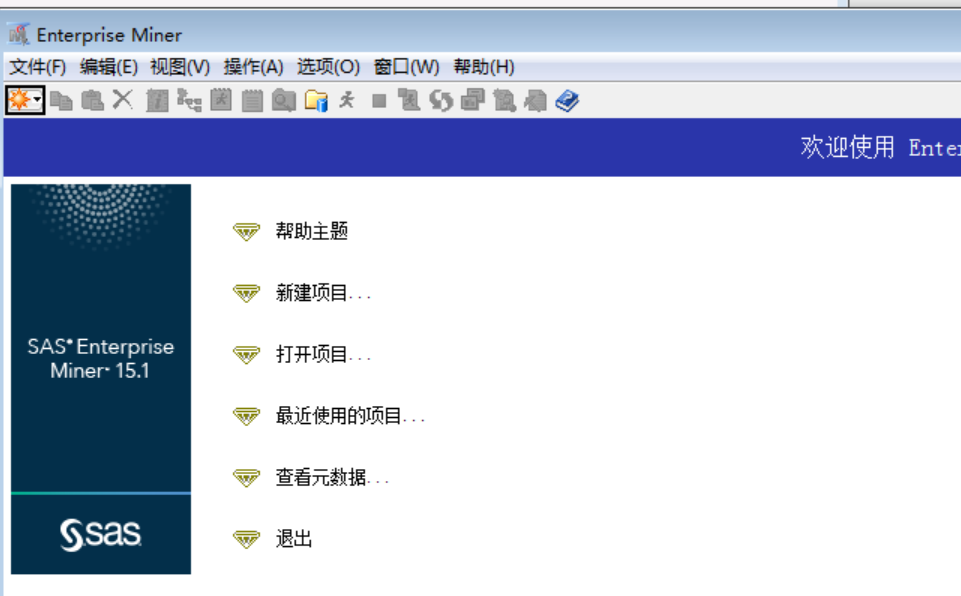 Enterprise Miner
文件(F) 编辑(E) 视图(V) 操作(A) 选项(O) 窗口(W) 帮助(H)
欢迎使用 Enter
帮助主题
新建项目...
SAS® Enterprise
Miner™ 15.1
打开项目...
最近使用的项目...
查看元数据...
sas
退出